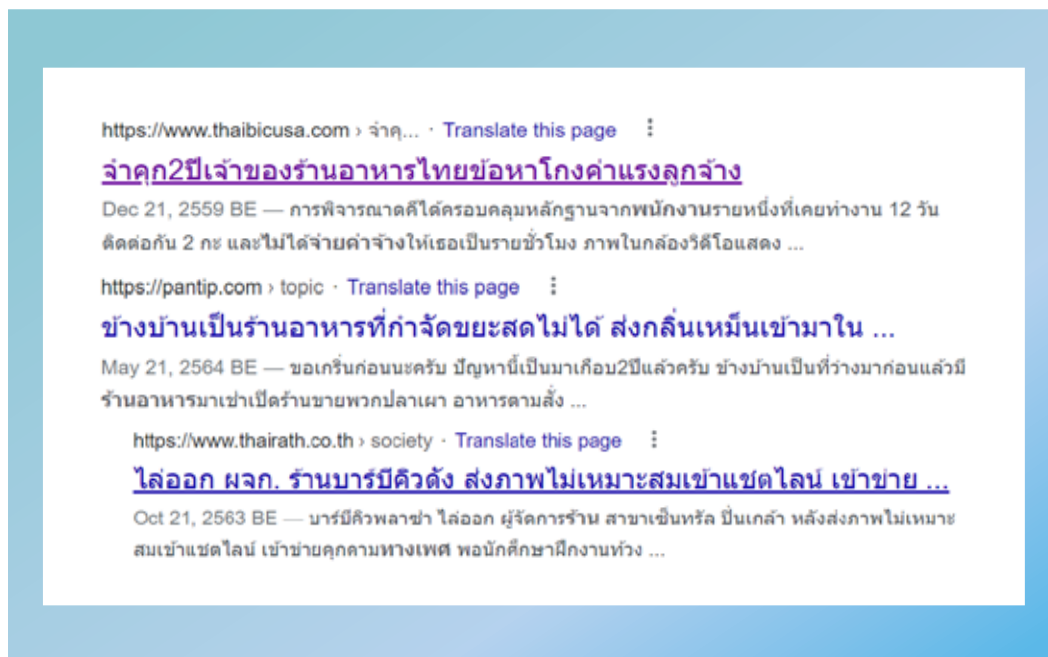 https://www.thaibicusa.com › จำคุ... · Translate this page
จำคุก2ปีเจ้าของร้านอาหารไทยข้อหาโกงค่าแรงลูกจ้าง
Dec 21, 2559 BE — การพิจารณาคดีได้ครอบคลุมหลักฐานจากพนักงานรายหนึ่งที่เคยทำงาน 12 วัน
ติดต่อกัน 2 กะ และไม่ได้จ่ายค่าจ้างให้เธอเป็นรายชั่วโมง ภาพในกล้องวิดีโอแสดง ...
https://pantip.com › topic · Translate this page
ข้างบ้านเป็นร้านอาหารที่กำจัดขยะสดไม่ได้ ส่งกลิ่นเหม็นเข้ามาใน ...
May 21, 2564 BE — ขอเกริ่นก่อนนะครับ ปัญหานี้เป็นมาเกือบ2ปีแล้วครับ ข้างบ้านเป็นที่ว่างมาก่อนแล้วมี
ร้านอาหารมาเช่าเปิดร้านขายพวกปลาเผา อาหารตามสั่ง ...
https://www.thairath.co.th › society · Translate this page
ไล่ออก ผจก. ร้านบาร์บีคิวดัง ส่งภาพไม่เหมาะสมเข้าแชตไลน์ เข้าข่าย ...
Oct 21, 2563 BE — บาร์บีคิวพลาซ่า ไล่ออก ผู้จัดการร้าน สาขาเซ็นทรัล ปิ่นเกล้า หลังส่งภาพไม่เหมาะ
สมเข้าแชตไลน์ เข้าข่ายคุกคามทางเพศ พอนักศึกษาฝึกงานท้วง ...